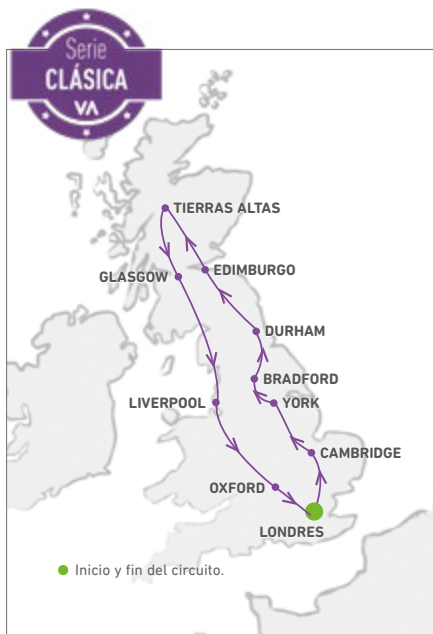 Serie
CLÁSICA
VA
TIERRAS ALTAS
GLASGOW
EDIMBURGO
DURHAM
BRADFORD
LIVERPOOL
YORK
CAMBRIDGE
OXFORD
LONDRES
Inicio y fin del circuito.